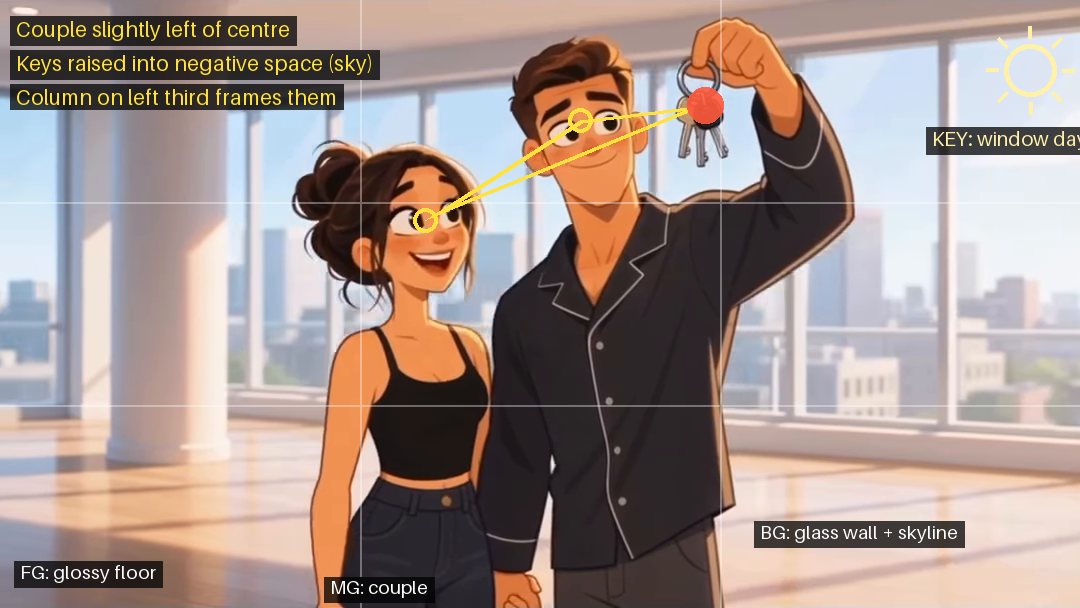 Couple slightly left of centre
Keys raised into negative space (sky)
Column on left third frames them
KEY: window day
BG: glass wall + skyline
FG: glossy floor
MG: couple